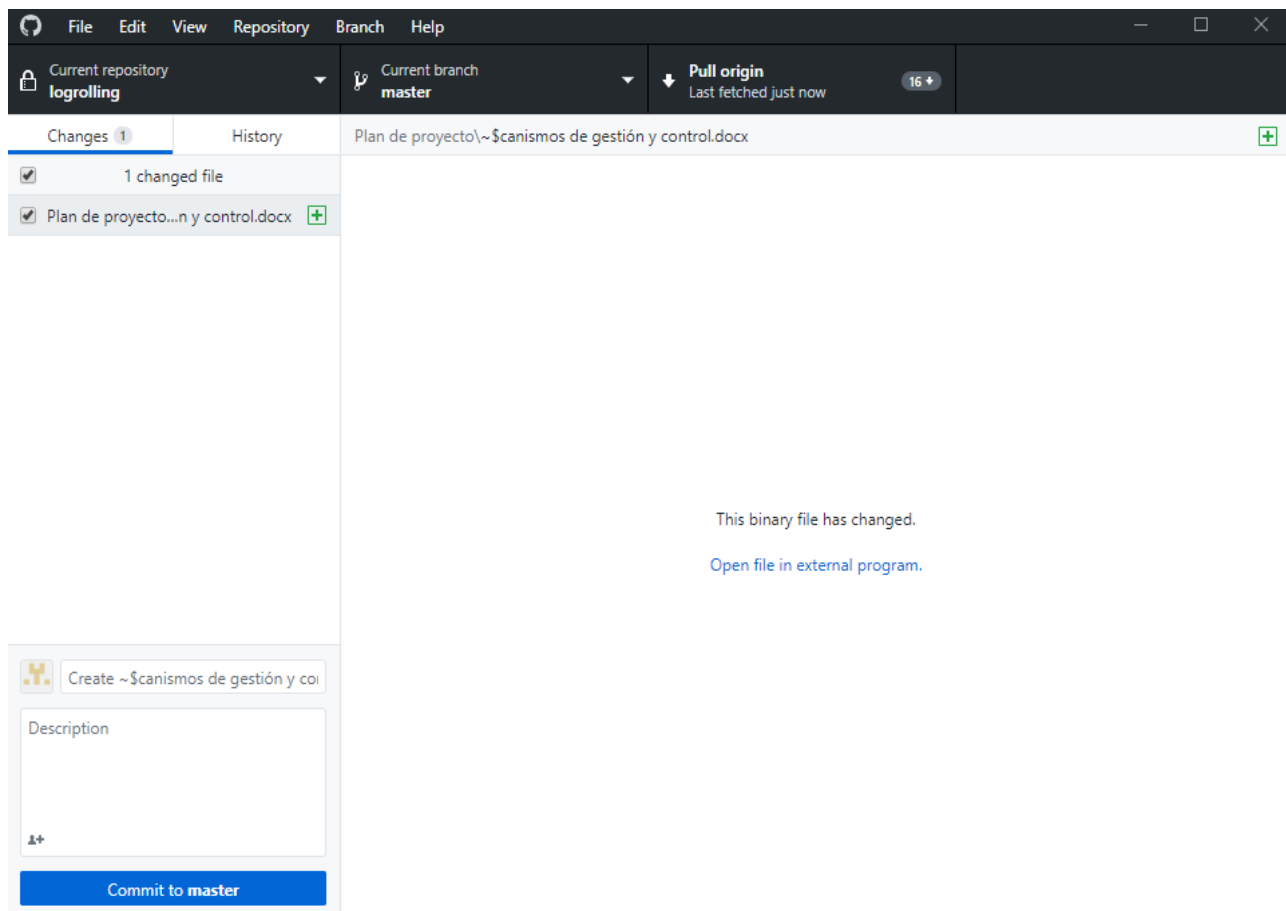 File Edit View Repository Branch Help
Current repository
logrolling
Current branch
master
Pull origin
Last fetched just now
16
Changes 1
History
Plan de proyecto\~$canismos de gestión y control.docx
1 changed file
Plan de proyecto...n y control.docx
This binary file has changed.
Open file in external program.
Create ~$canismos de gestión y co
Description
Commit to master